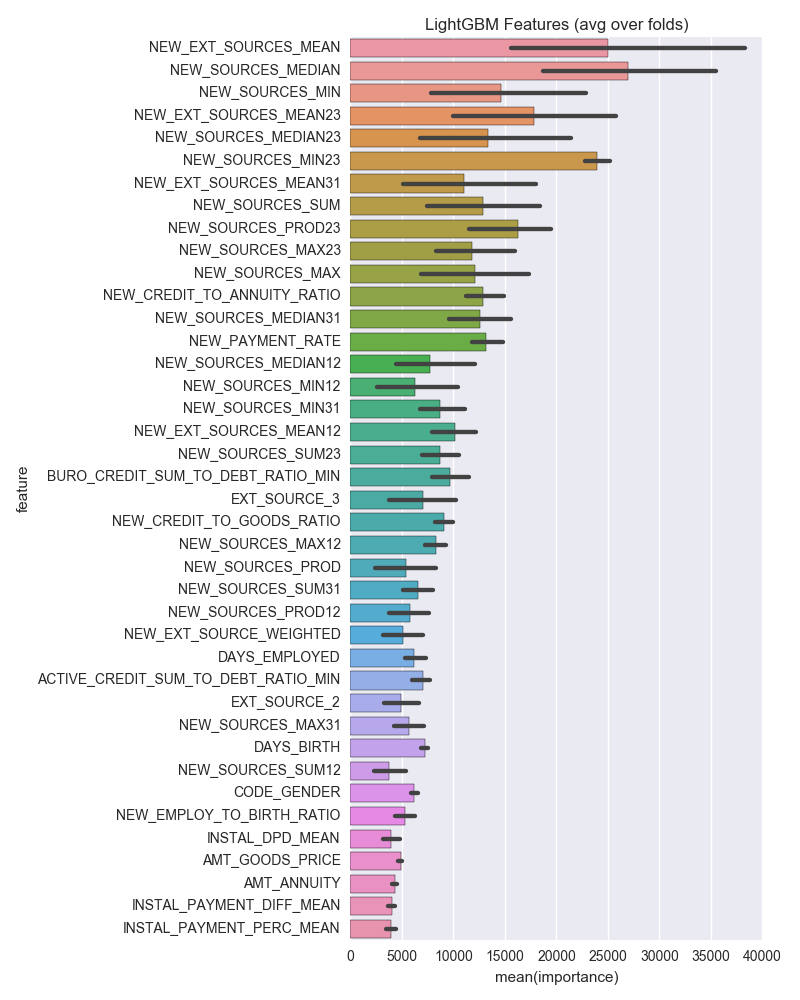 LightGBM Features (avg over folds)
NEW_EXT_SOURCES_MEAN
NEW_SOURCES_MEDIAN
NEW_SOURCES_MIN
NEW_EXT_SOURCES_MEAN23
NEW_SOURCES_MEDIAN23
NEW_SOURCES_MIN23
NEW_EXT_SOURCES_MEAN31
NEW_SOURCES_SUM
NEW_SOURCES_PROD23
NEW_SOURCES_MAX23
NEW_SOURCES_MAX
NEW_CREDIT_TO_ANNUITY_RATIO
NEW_SOURCES_MEDIAN31
NEW_PAYMENT_RATE
NEW_SOURCES_MEDIAN12
NEW_SOURCES_MIN12
NEW_SOURCES_MIN31
NEW_EXT_SOURCES_MEAN12
NEW_SOURCES_SUM23
BURO_CREDIT_SUM_TO_DEBT_RATIO_MIN
EXT_SOURCE_3
NEW_CREDIT_TO_GOODS_RATIO
NEW_SOURCES_MAX12
NEW_SOURCES_PROD
NEW_SOURCES_SUM31
NEW_SOURCES_PROD12
NEW_EXT_SOURCE_WEIGHTED
DAYS_EMPLOYED
ACTIVE_CREDIT_SUM_TO_DEBT_RATIO_MIN
EXT_SOURCE_2
NEW_SOURCES_MAX31
DAYS_BIRTH
NEW_SOURCES_SUM12
CODE_GENDER
NEW_EMPLOY_TO_BIRTH_RATIO
INSTAL_DPD_MEAN
AMT_GOODS_PRICE
AMT_ANNUITY
INSTAL_PAYMENT_DIFF_MEAN
INSTAL_PAYMENT_PERC_MEAN
feature
0 5000 10000 15000 20000 25000 30000 35000 40000
mean(importance)